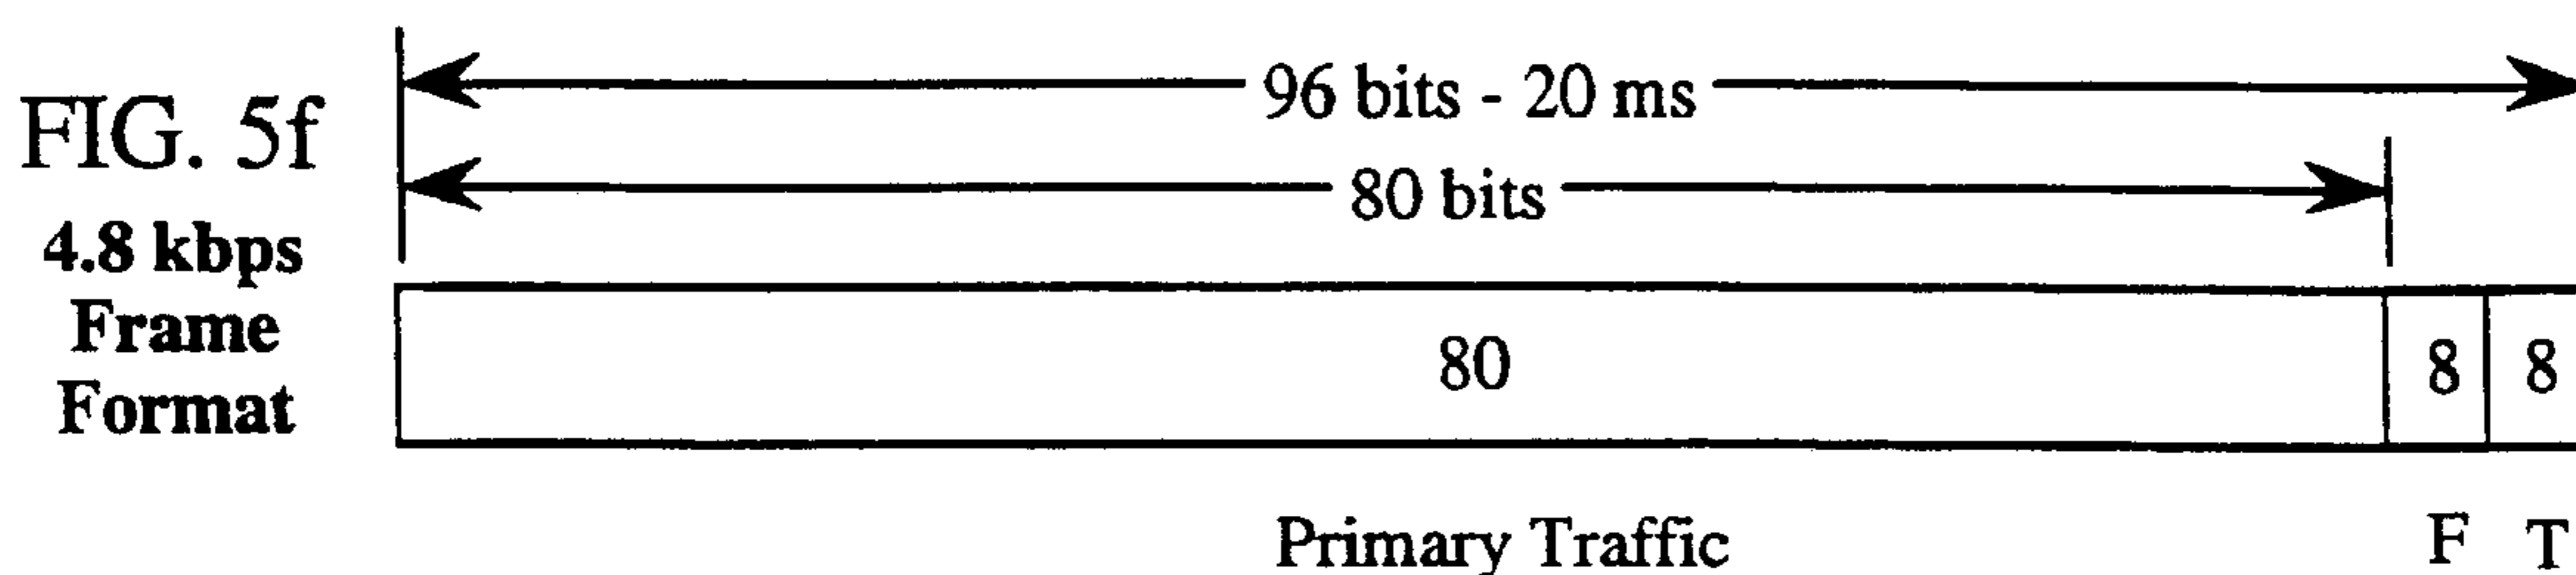 FIG. 5f
96 bits - 20 ms
80 bits
4.8 kbps
Frame
Format
80 8 8
Primary Traffic F T